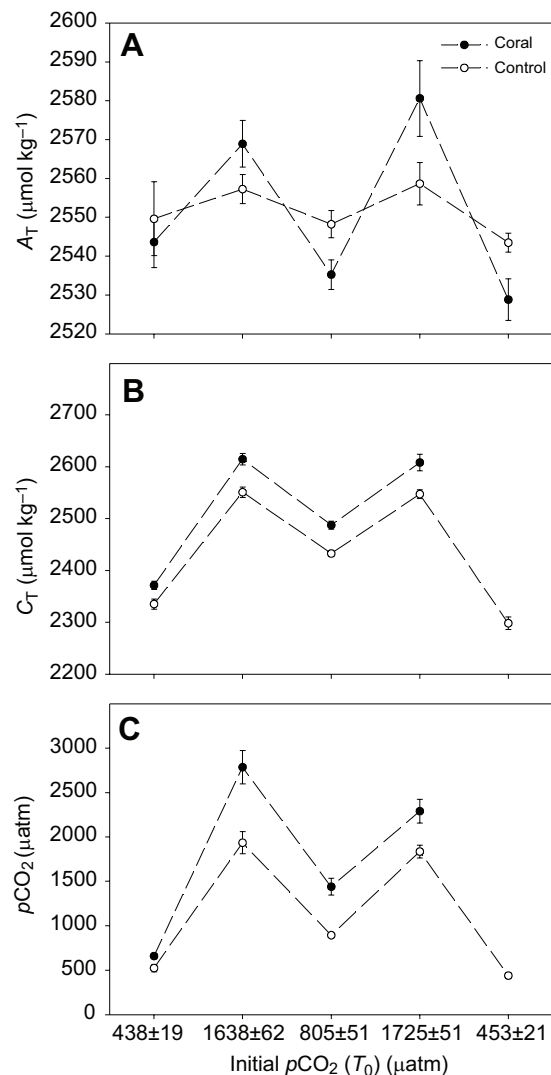 A
Coral
Control
2600
2590
2580
2570
2560
2550
2540
2530
2520
A_T (μmol kg⁻¹)
B
2700
2600
2500
2400
2300
2200
C_T (μmol kg⁻¹)
C
3000
2500
2000
1500
1000
500
0
pCO₂ (μatm)
438±19 1638±62 805±51 1725±51 453±21
Initial pCO₂ (T₀) (μatm)